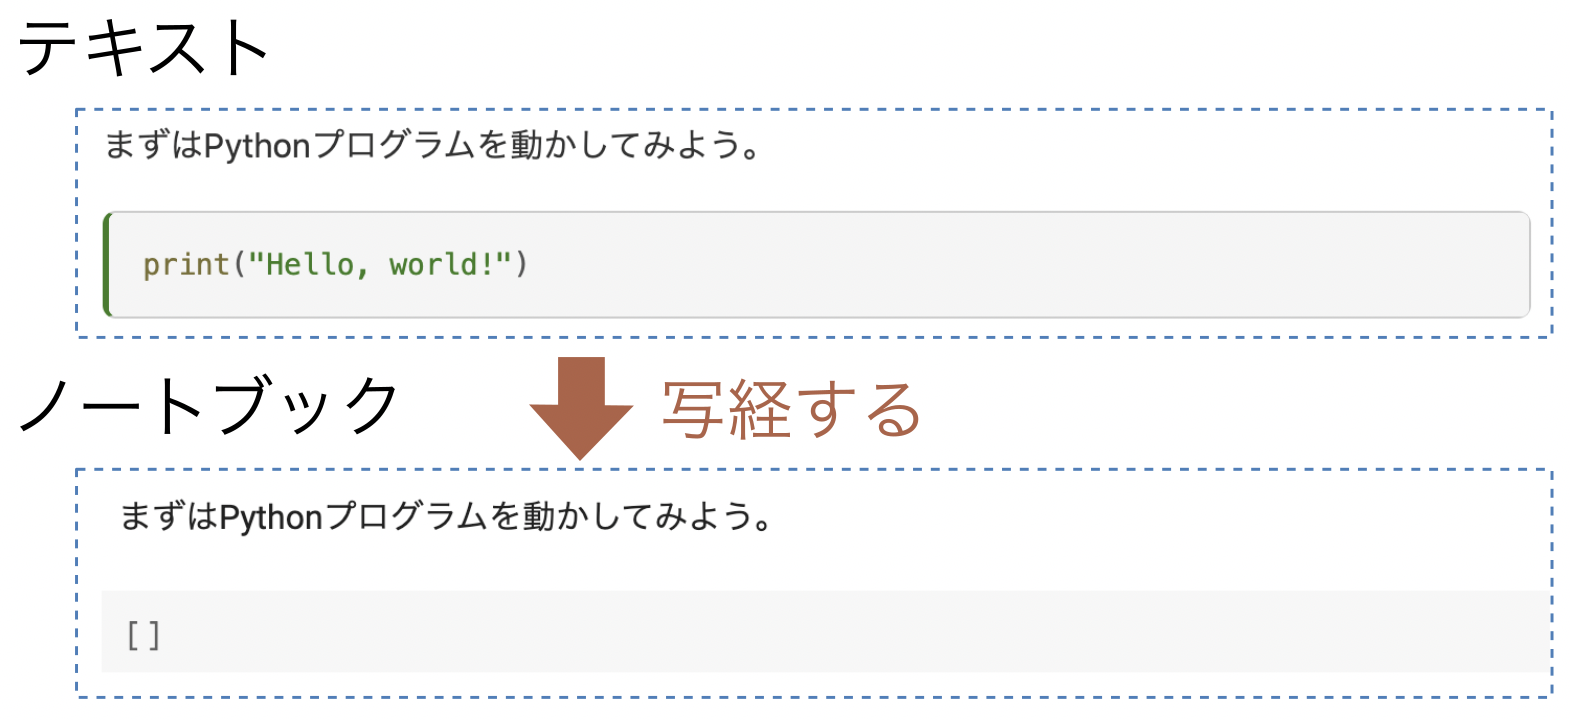 テキスト
まずはPythonプログラムを動かしてみよう。
print("Hello, world!")
ノートブック
写経する
まずはPythonプログラムを動かしてみよう。
[ ]